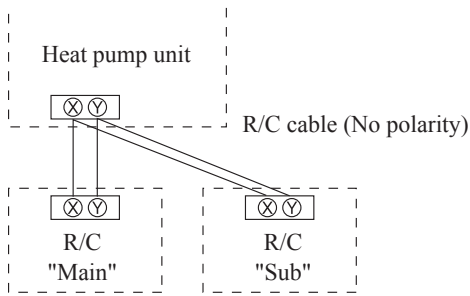 Heat pump unit
X Y
R/C cable (No polarity)
X Y
R/C
"Main"
X Y
R/C
"Sub"